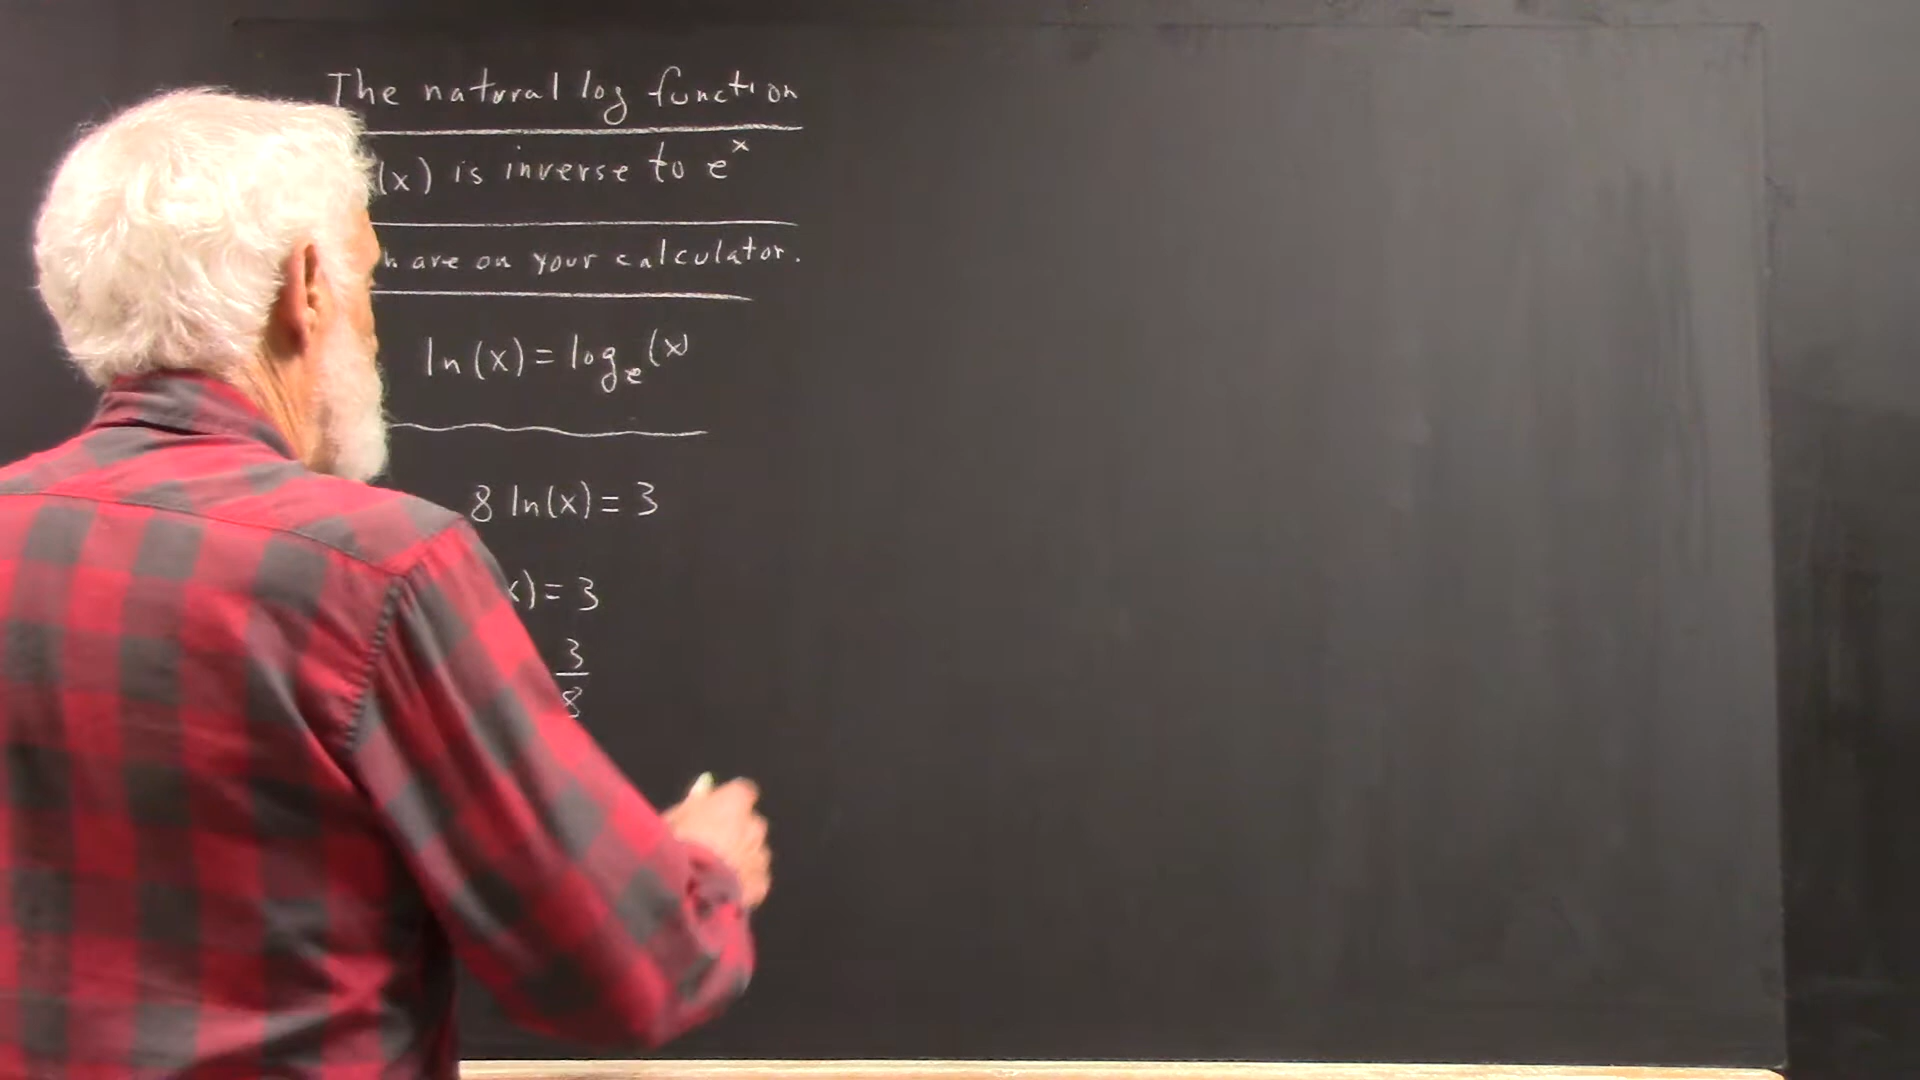 The natural log function
(x) is inverse to e^x
are on your calculator.
ln(x) = log_e(x)
8 ln(x) = 3
) = 3
3/8